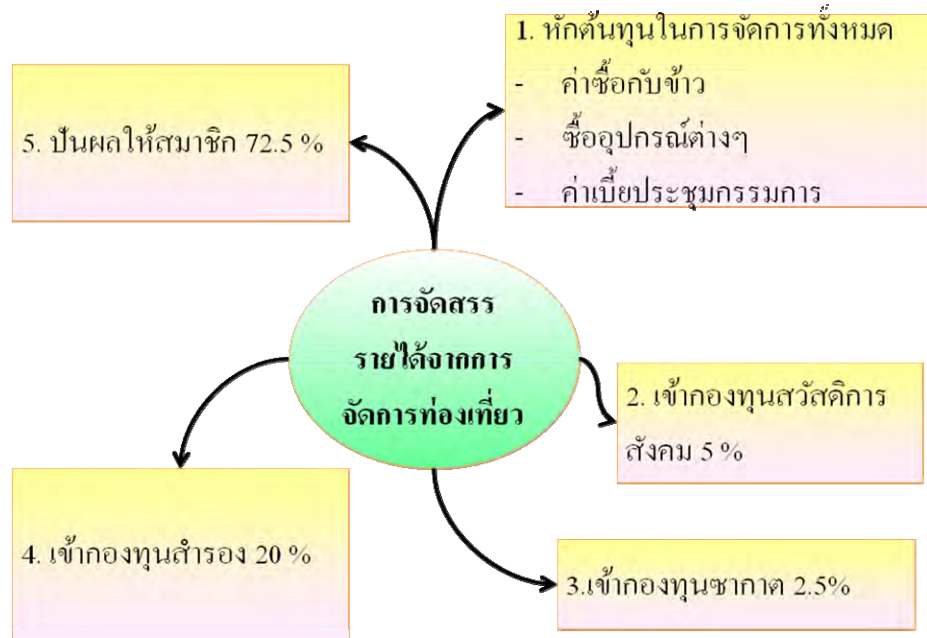 การจัดสรร
รายได้จากการ
จัดการท่องเที่ยว
1. หักต้นทุนในการจัดการทั้งหมด
- ค่าซื้อกับข้าว
- ซื้ออุปกรณ์ต่างๆ
- ค่าเบี้ยประชุมกรรมการ
2. เข้ากองทุนสวัสดิการ
สังคม 5 %
3.เข้ากองทุนซากาต 2.5%
4. เข้ากองทุนสำรอง 20 %
5. ปันผลให้สมาชิก 72.5 %